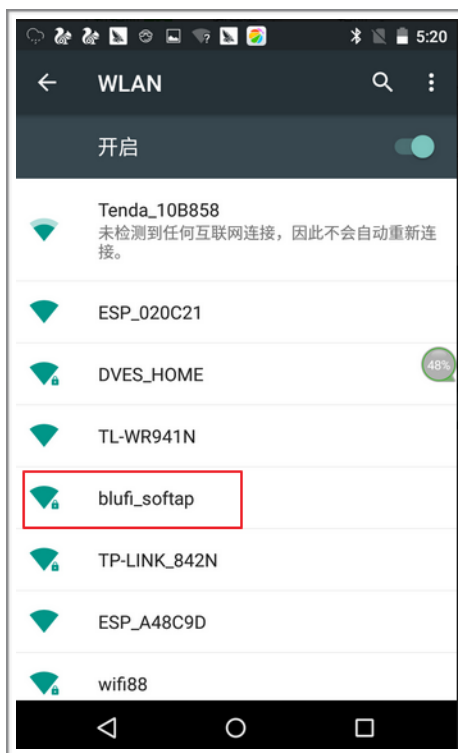 5:20
WLAN
开启
Tenda_10B858
未检测到任何互联网连接，因此不会自动重新连
接。
ESP_020C21
DVES_HOME
48%
TL-WR941N
blufi_softap
TP-LINK_842N
ESP_A48C9D
wifi88